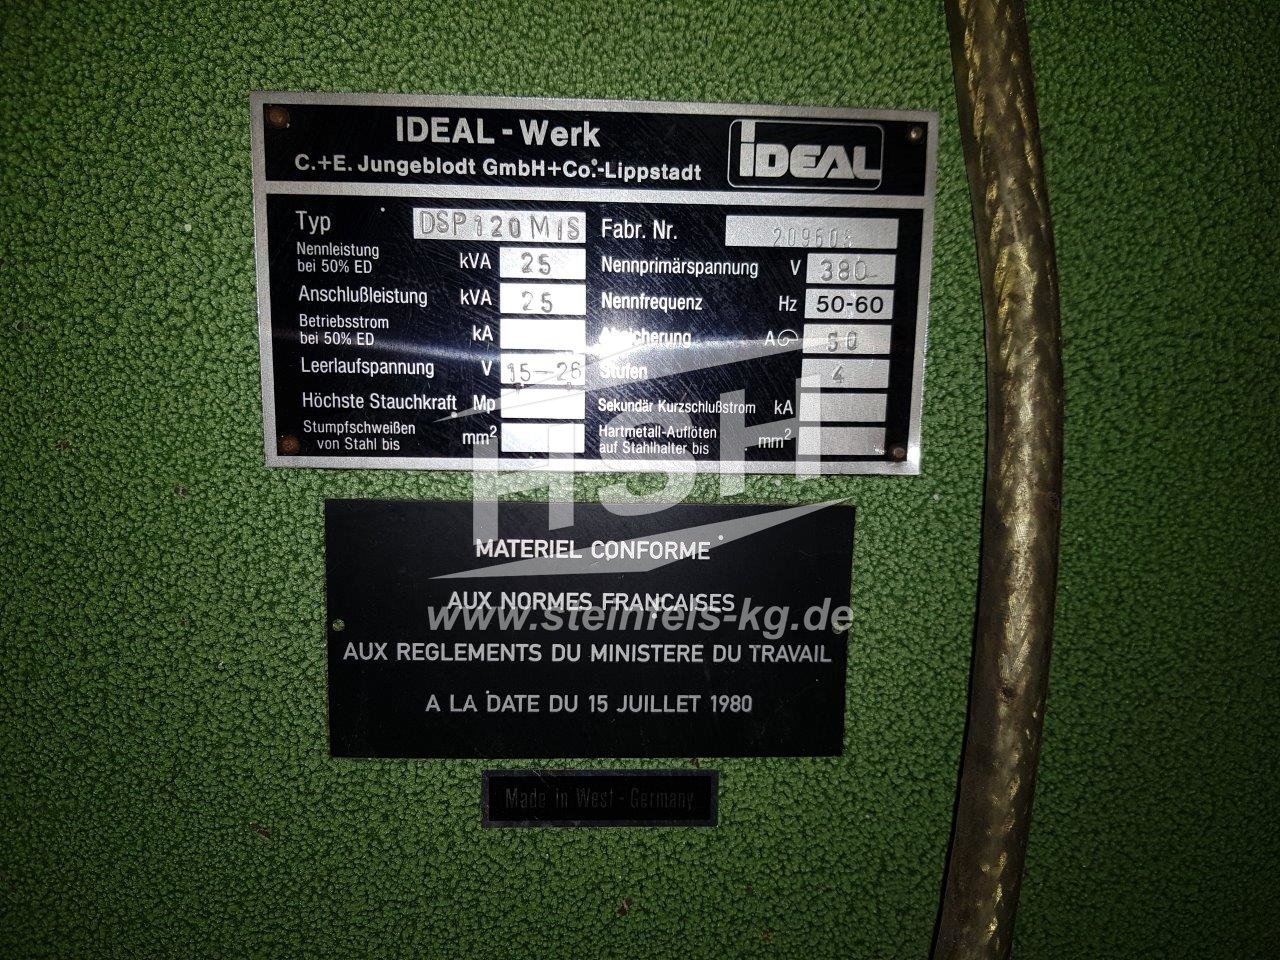 IDEAL - Werk
C.+E. Jungeblodt GmbH+Co.-Lippstadt
IDEAL
Typ DSP 120 MIS
Nennleistung
bei 50% ED kVA 25
Anschlußleistung kVA 25
Betriebsstrom
bei 50% ED kA
Leerlaufspannung V 15-26
Höchste Stauchkraft Mp
Stumpfschweißen
von Stahl bis mm²
Fabr. Nr.
Nennprimärspannung V 380
Nennfrequenz Hz 50-60
Absicherung A 50
Stufen 4
Sekundär Kurzschlußstrom kA
Hartmetall-Auflöten
auf Stahlhalter bis mm²
HSH
www.steinfels-kg.de
MATERIEL CONFORME
AUX NORMES FRANCAISES
AUX REGLEMENTS DU MINISTERE DU TRAVAIL
A LA DATE DU 15 JUILLET 1980
Made in West - Germany